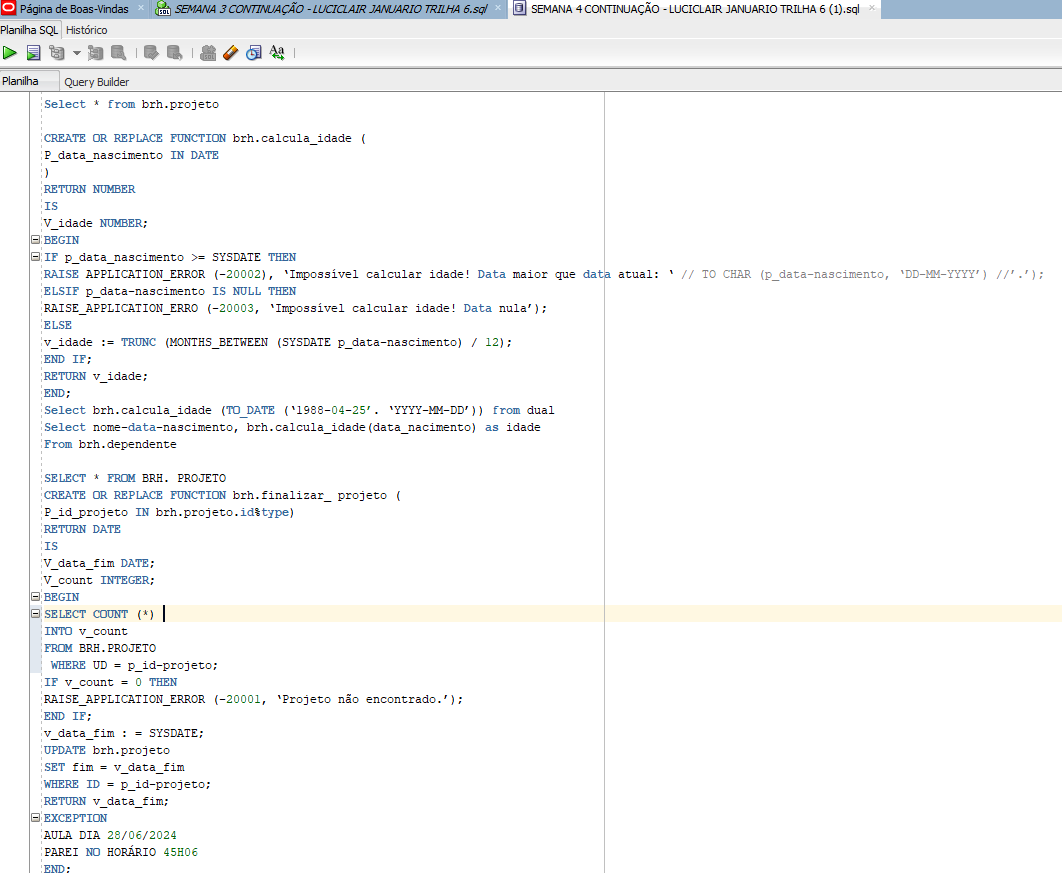 Página de Boas-Vindas
SEMANA 3 CONTINUAÇÃO - LUCICLAIR JANUARIO TRILHA 6.sql
SEMANA 4 CONTINUAÇÃO - LUCICLAIR JANUARIO TRILHA 6 (1).sql
Planilha SQL Histórico
Planilha Query Builder
Select * from brh.projeto
CREATE OR REPLACE FUNCTION brh.calcula_idade (
P_data_nascimento IN DATE
)
RETURN NUMBER
IS
V_idade NUMBER;
BEGIN
IF p_data_nascimento >= SYSDATE THEN
RAISE APPLICATION_ERROR (-20002), ‘Impossível calcular idade! Data maior que data atual: ‘ // TO CHAR (p_data-nascimento, ‘DD-MM-YYYY’) //’.’);
ELSIF p_data-nascimento IS NULL THEN
RAISE_APPLICATION_ERRO (-20003, ‘Impossível calcular idade! Data nula’);
ELSE
v_idade := TRUNC (MONTHS_BETWEEN (SYSDATE p_data-nascimento) / 12);
END IF;
RETURN v_idade;
END;
Select brh.calcula_idade (TO_DATE (‘1988-04-25’. ‘YYYY-MM-DD’)) from dual
Select nome-data-nascimento, brh.calcula_idade(data_nacimento) as idade
From brh.dependente
SELECT * FROM BRH. PROJETO
CREATE OR REPLACE FUNCTION brh.finalizar_ projeto (
P_id_projeto IN brh.projeto.id%type)
RETURN DATE
IS
V_data_fim DATE;
V_count INTEGER;
BEGIN
SELECT COUNT (*)
INTO v_count
FROM BRH.PROJETO
WHERE UD = p_id-projeto;
IF v_count = 0 THEN
RAISE_APPLICATION_ERROR (-20001, ‘Projeto não encontrado.’);
END IF;
v_data_fim : = SYSDATE;
UPDATE brh.projeto
SET fim = v_data_fim
WHERE ID = p_id-projeto;
RETURN v_data_fim;
EXCEPTION
AULA DIA 28/06/2024
PAREI NO HORÁRIO 45H06
END;